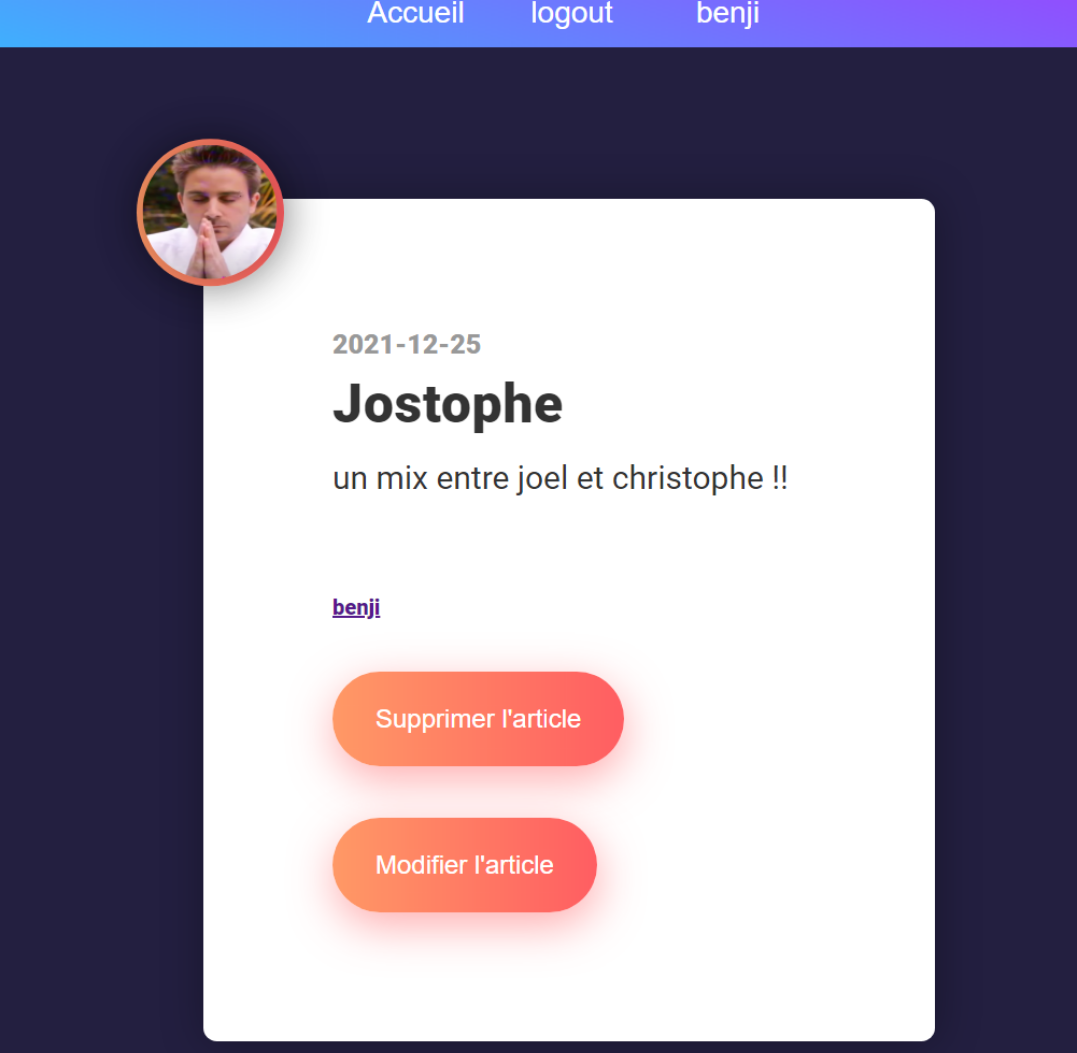 Accueil logout benji
2021-12-25
Jostophe
un mix entre joel et christophe !!
benji
Supprimer l'article
Modifier l'article